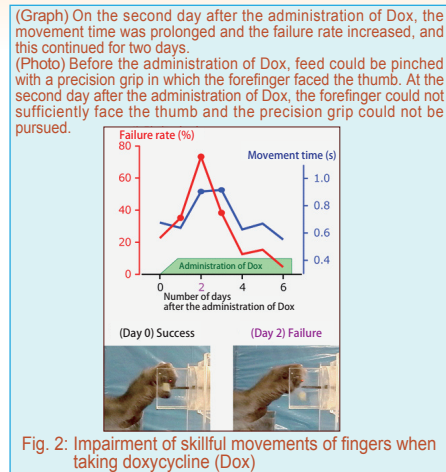 (Graph) On the second day after the administration of Dox, the
movement time was prolonged and the failure rate increased, and
this continued for two days.
(Photo) Before the administration of Dox, feed could be pinched
with a precision grip in which the forefinger faced the thumb. At the
second day after the administration of Dox, the forefinger could not
sufficiently face the thumb and the precision grip could not be
pursued.
Failure rate (%)
Movement time (s)
80
60
40
20
0
1.0
0.8
0.6
0.4
Administration of Dox
0 2 4 6
Number of days
after the administration of Dox
(Day 0) Success
(Day 2) Failure
Fig. 2: Impairment of skillful movements of fingers when
taking doxycycline (Dox)